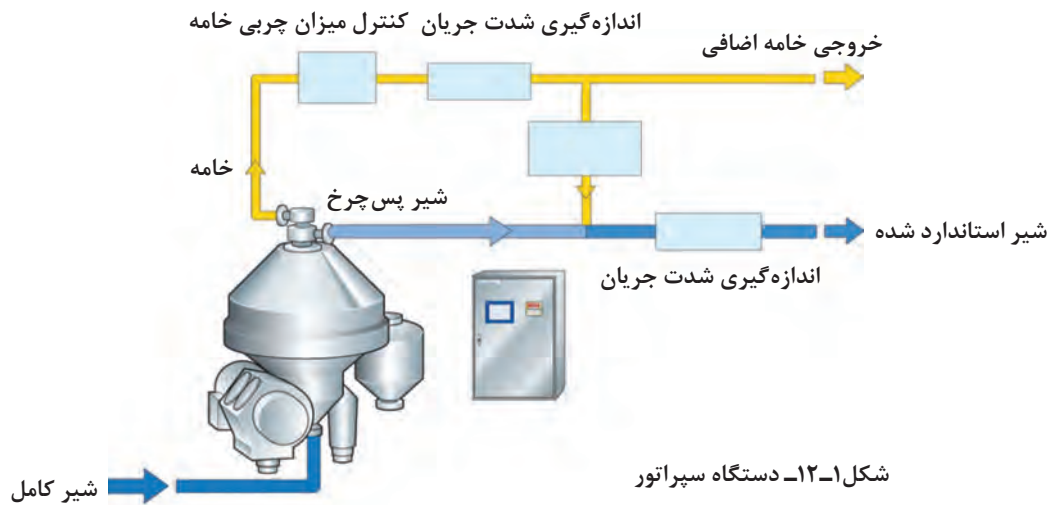 کنترل میزان چربی خامه
اندازه‌گیری شدت جریان
خروجی خامه اضافی
خامه
شیر پس‌چرخ
شیر استاندارد شده
اندازه‌گیری شدت جریان
شیر کامل
شکل۱ـ۱۲ـ دستگاه سپراتور